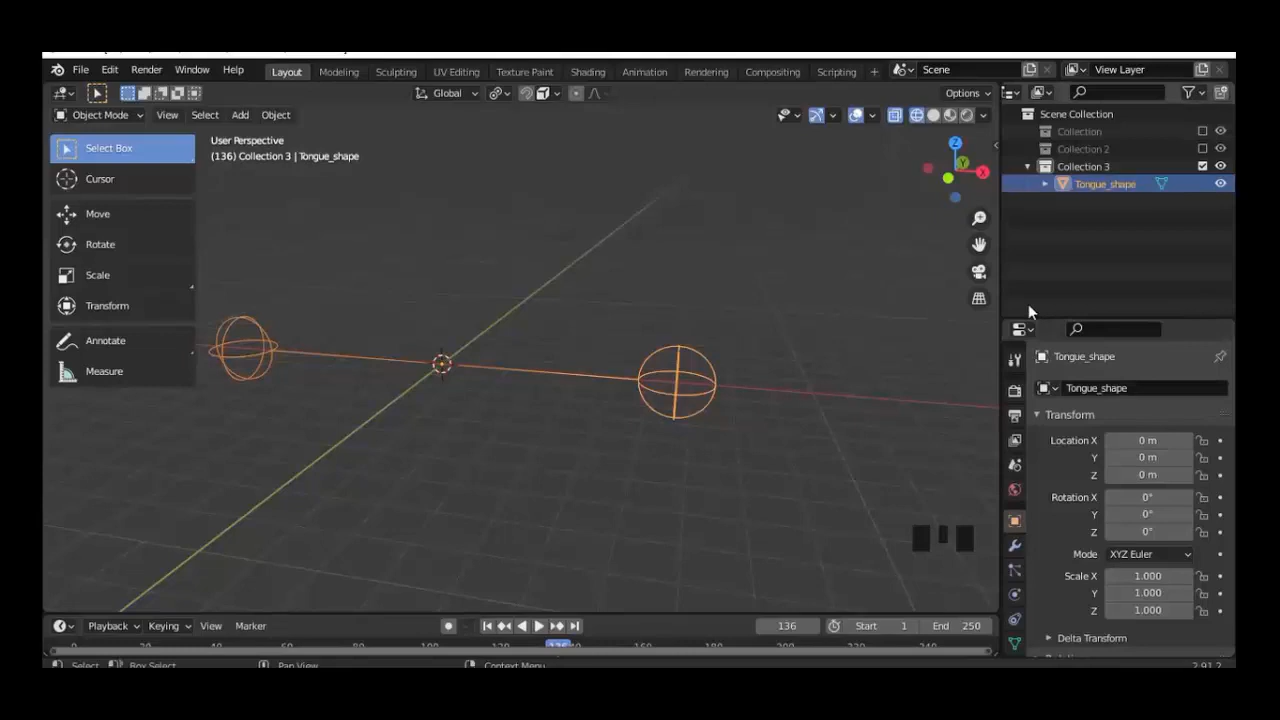 File Edit Render Window Help Layout Modeling Sculpting UV Editing Texture Paint Shading Animation Rendering Compositing Scripting + Scene View Layer
Global Options
Object Mode View Select Add Object
Scene Collection
Collection
Collection 2
Collection 3
Tongue_shape
User Perspective
(136) Collection 3 | Tongue_shape
Z
Y
X
Select Box
Cursor
Move
Rotate
Scale
Transform
Annotate
Measure
Tongue_shape
Tongue_shape
Transform
Location X 0 m
Y 0 m
Z 0 m
Rotation X 0°
Y 0°
Z 0°
Mode XYZ Euler
Scale X 1.000
Y 1.000
Z 1.000
Delta Transform
Playback Keying View Marker 136 Start 1 End 250
Select Box Select Pan View Context Menu 2.91.2